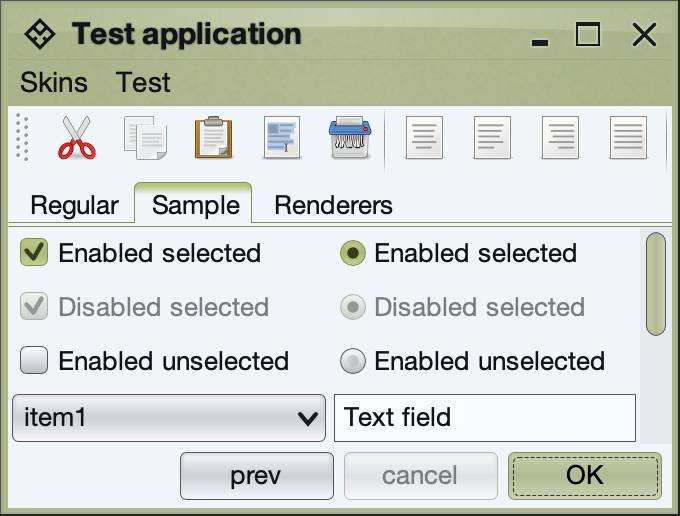 Test application
Skins Test
Regular Sample Renderers
Enabled selected Enabled selected
Disabled selected Disabled selected
Enabled unselected Enabled unselected
item1 Text field
prev cancel OK